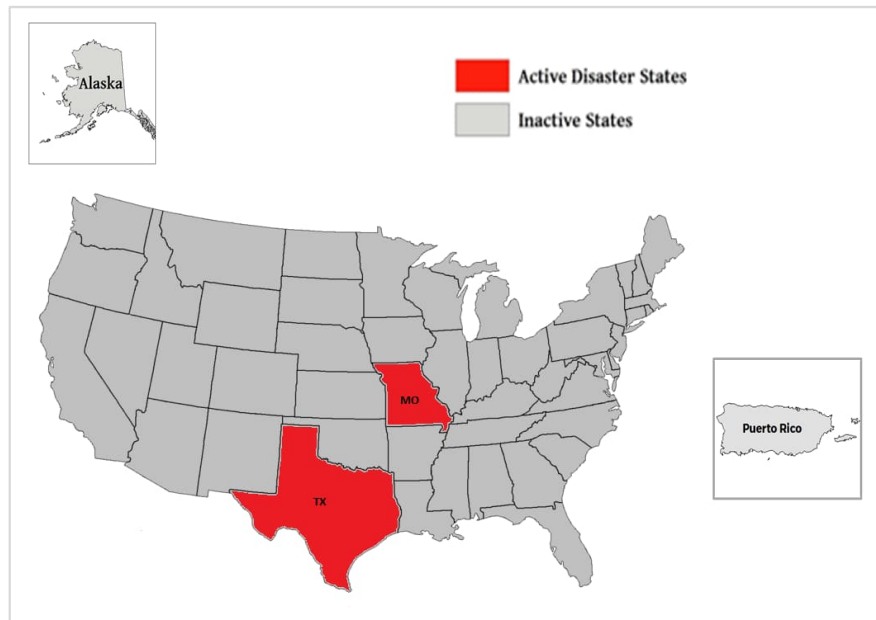 Alaska
Active Disaster States
Inactive States
MO
TX
Puerto Rico